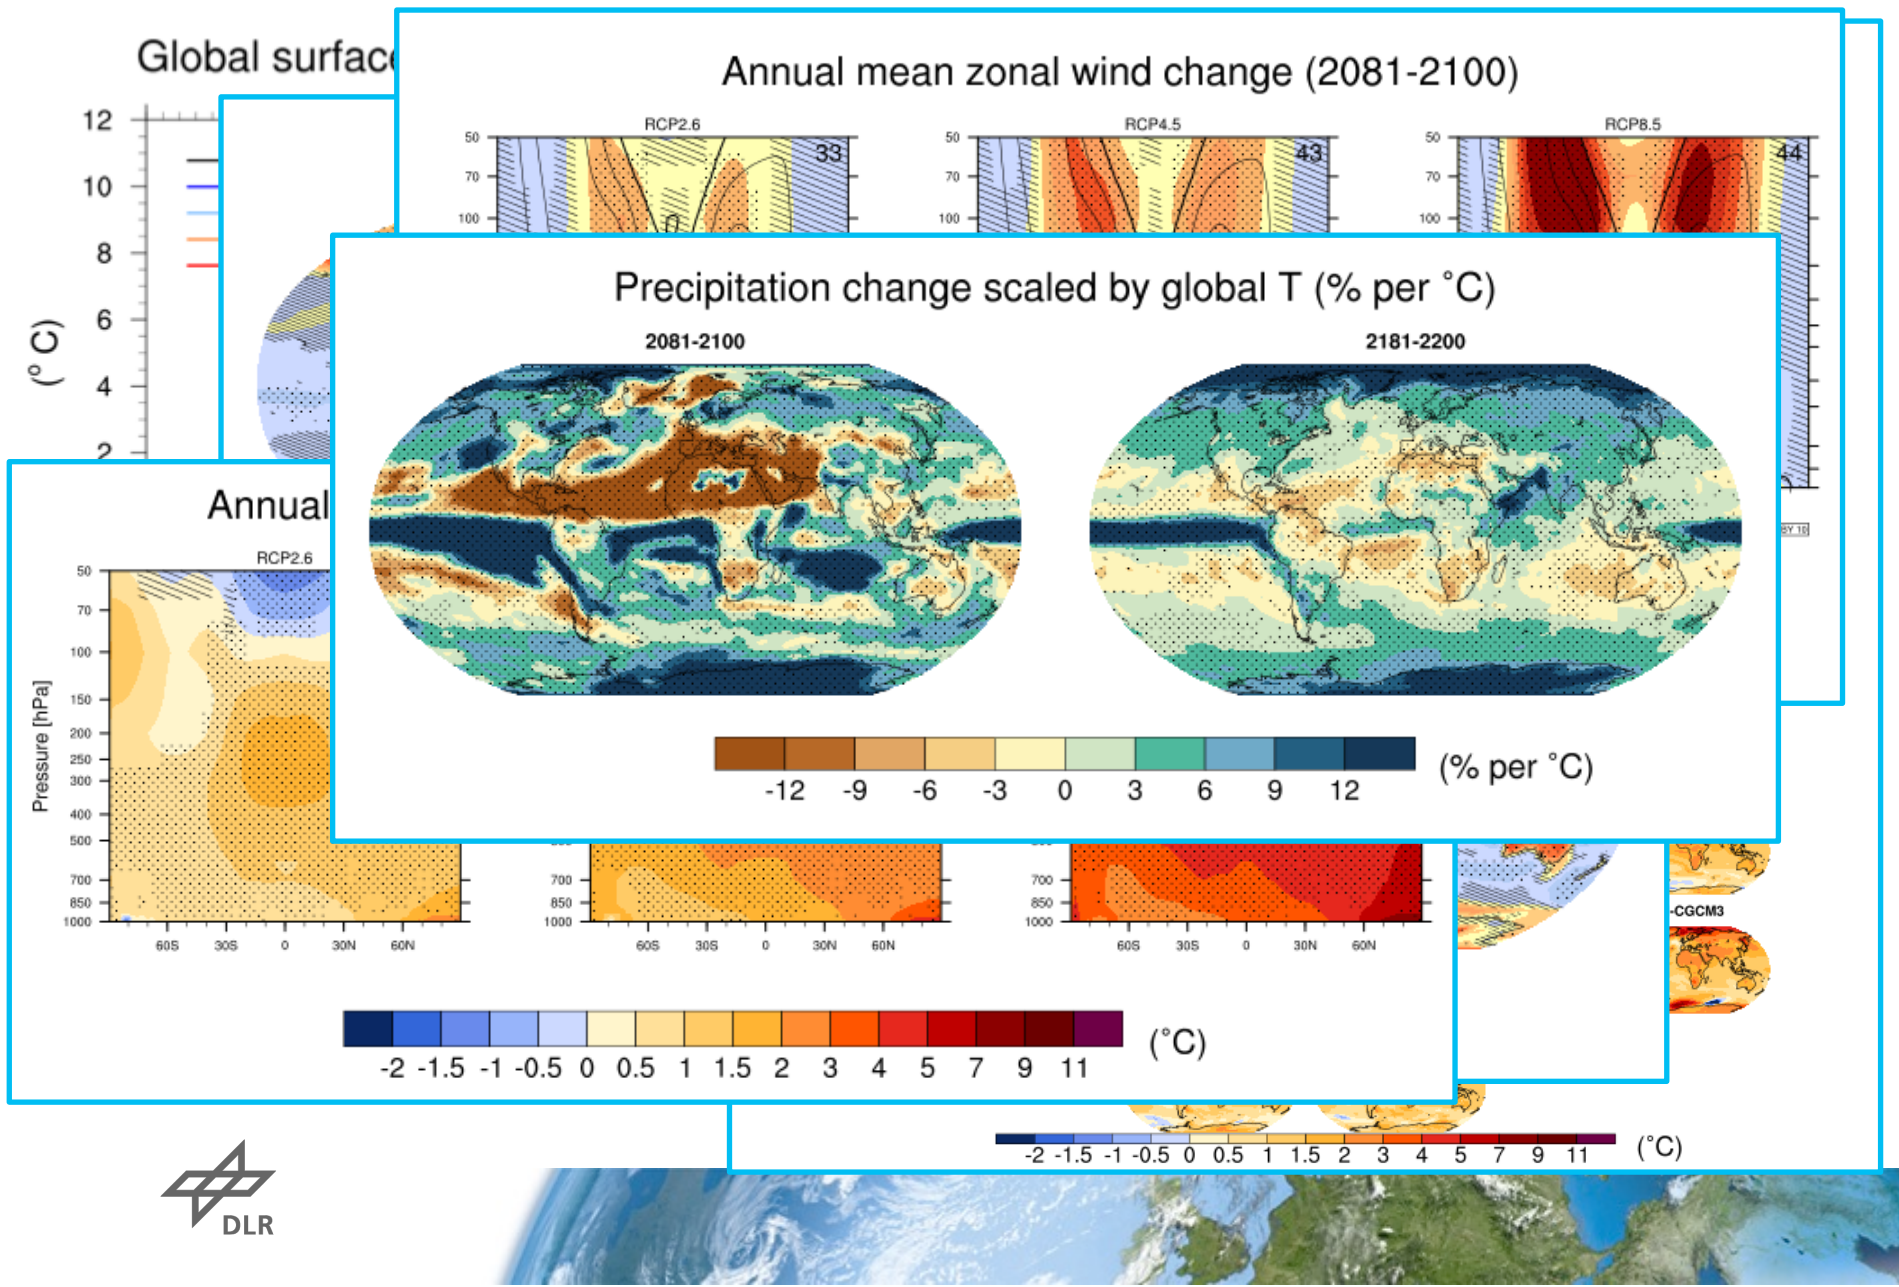 Global surfac
12
10
8
6
4
2
(° C)
Annual mean zonal wind change (2081-2100)
RCP2.6
RCP4.5
RCP8.5
50
70
100
33
50
70
100
43
50
70
100
44
Precipitation change scaled by global T (% per ˚C)
2081-2100
2181-2200
-12 -9 -6 -3 0 3 6 9 12
(% per ˚C)
Annual
RCP2.6
Pressure [hPa]
50
70
100
150
200
250
300
400
500
700
850
1000
60S 30S 0 30N 60N
700
850
1000
60S 30S 0 30N 60N
700
850
1000
60S 30S 0 30N 60N
-2 -1.5 -1 -0.5 0 0.5 1 1.5 2 3 4 5 7 9 11
(˚C)
-CGCM3
-2 -1.5 -1 -0.5 0 0.5 1 1.5 2 3 4 5 7 9 11
(˚C)
DLR